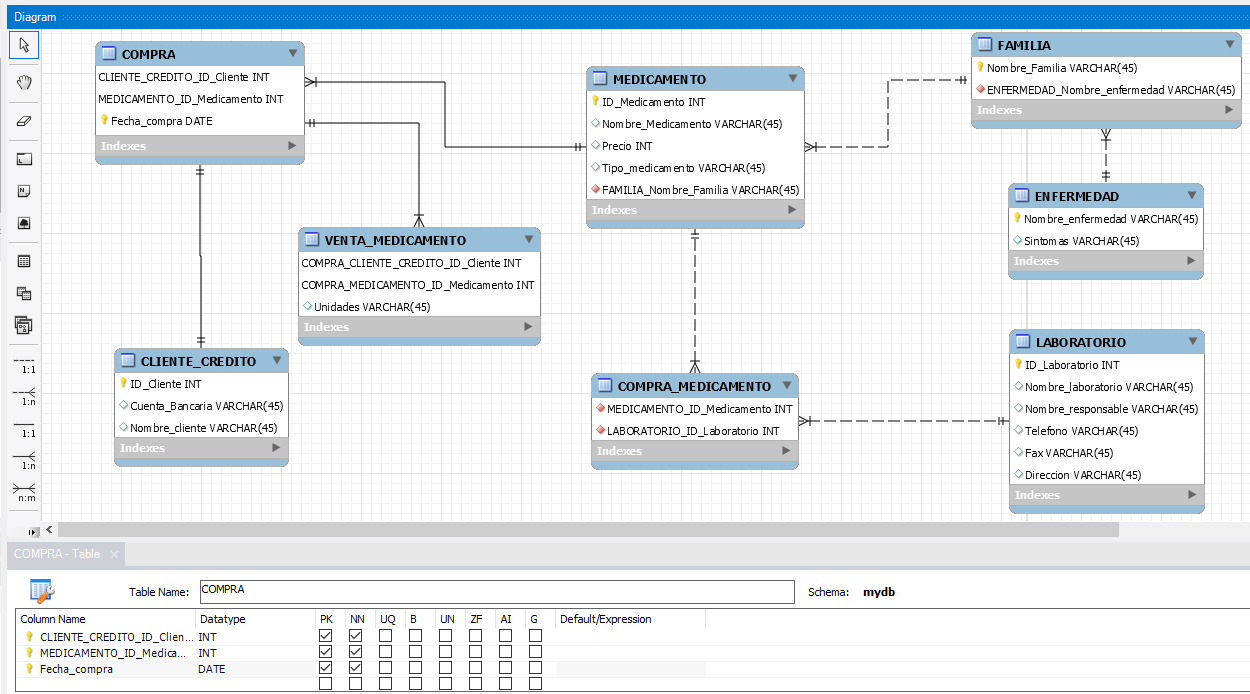 Diagram
COMPRA
CLIENTE_CREDITO_ID_Cliente INT
MEDICAMENTO_ID_Medicamento INT
Fecha_compra DATE
Indexes
MEDICAMENTO
ID_Medicamento INT
Nombre_Medicamento VARCHAR(45)
Precio INT
Tipo_medicamento VARCHAR(45)
FAMILIA_Nombre_Familia VARCHAR(45)
Indexes
FAMILIA
Nombre_Familia VARCHAR(45)
ENFERMEDAD_Nombre_enfermedad VARCHAR(45)
Indexes
ENFERMEDAD
Nombre_enfermedad VARCHAR(45)
Sintomas VARCHAR(45)
Indexes
VENTA_MEDICAMENTO
COMPRA_CLIENTE_CREDITO_ID_Cliente INT
COMPRA_MEDICAMENTO_ID_Medicamento INT
Unidades VARCHAR(45)
Indexes
CLIENTE_CREDITO
ID_Cliente INT
Cuenta_Bancaria VARCHAR(45)
Nombre_cliente VARCHAR(45)
Indexes
COMPRA_MEDICAMENTO
MEDICAMENTO_ID_Medicamento INT
LABORATORIO_ID_Laboratorio INT
Indexes
LABORATORIO
ID_Laboratorio INT
Nombre_laboratorio VARCHAR(45)
Nombre_responsable VARCHAR(45)
Telefono VARCHAR(45)
Fax VARCHAR(45)
Direccion VARCHAR(45)
Indexes
1:1
1:n
1:1
1:n
n:m
COMPRA - Table
Table Name: COMPRA Schema: mydb
Column Name Datatype PK NN UQ B UN ZF AI G Default/Expression
CLIENTE_CREDITO_ID_Clien... INT
MEDICAMENTO_ID_Medica... INT
Fecha_compra DATE